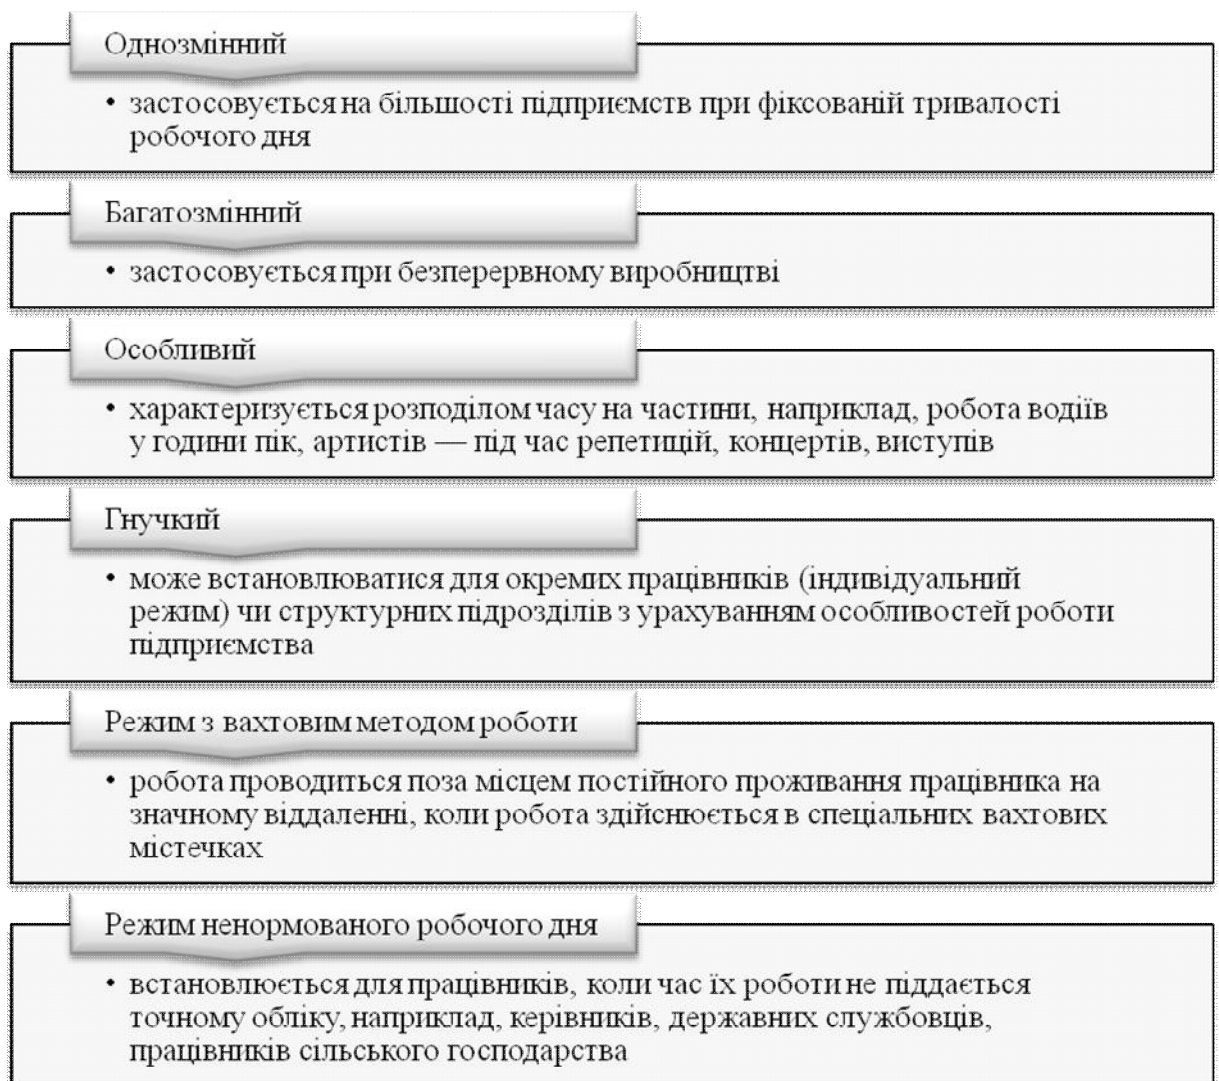 Однозмінний
• застосовується на більшості підприємств при фіксованій тривалості
робочого дня
Багатозмінний
• застосовується при безперервному виробництві
Особливий
• характеризується розподілом часу на частини, наприклад, робота водіїв
у години пік, артистів — під час репетицій, концертів, виступів
Гнучкий
• може встановлюватися для окремих працівників (індивідуальний
режим) чи структурних підрозділів з урахуванням особливостей роботи
підприємства
Режим з вахтовим методом роботи
• робота проводиться поза місцем постійного проживання працівника на
значному віддаленні, коли робота здійснюється в спеціальних вахтових
містечках
Режим ненормованого робочого дня
• встановлюється для працівників, коли час їх роботи не піддається
точному обліку, наприклад, керівників, державних службовців,
працівників сільського господарства